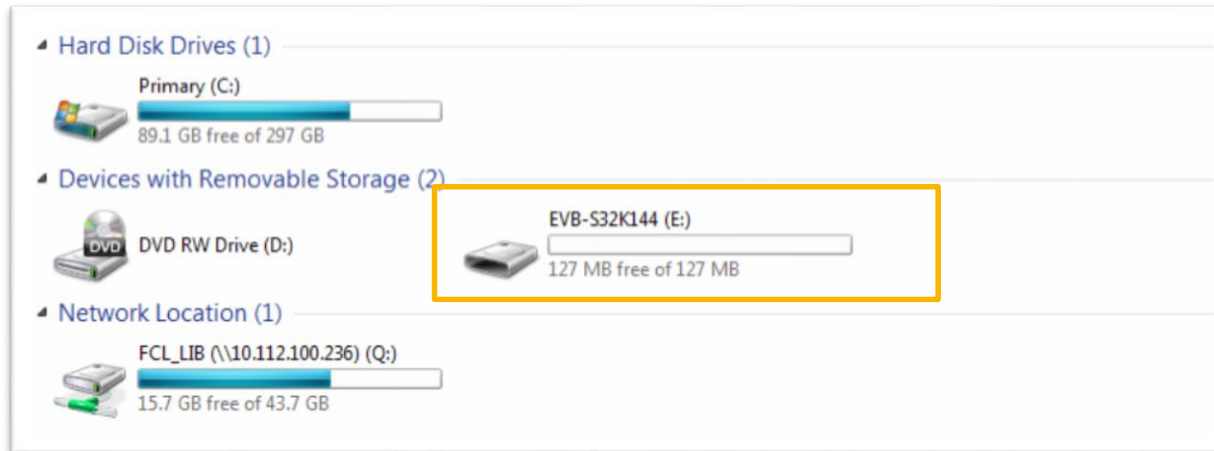 Hard Disk Drives (1)
Primary (C:)
89.1 GB free of 297 GB
Devices with Removable Storage (2)
DVD
DVD RW Drive (D:)
EVB-S32K144 (E:)
127 MB free of 127 MB
Network Location (1)
FCL_LIB (\\10.112.100.236) (Q:)
15.7 GB free of 43.7 GB